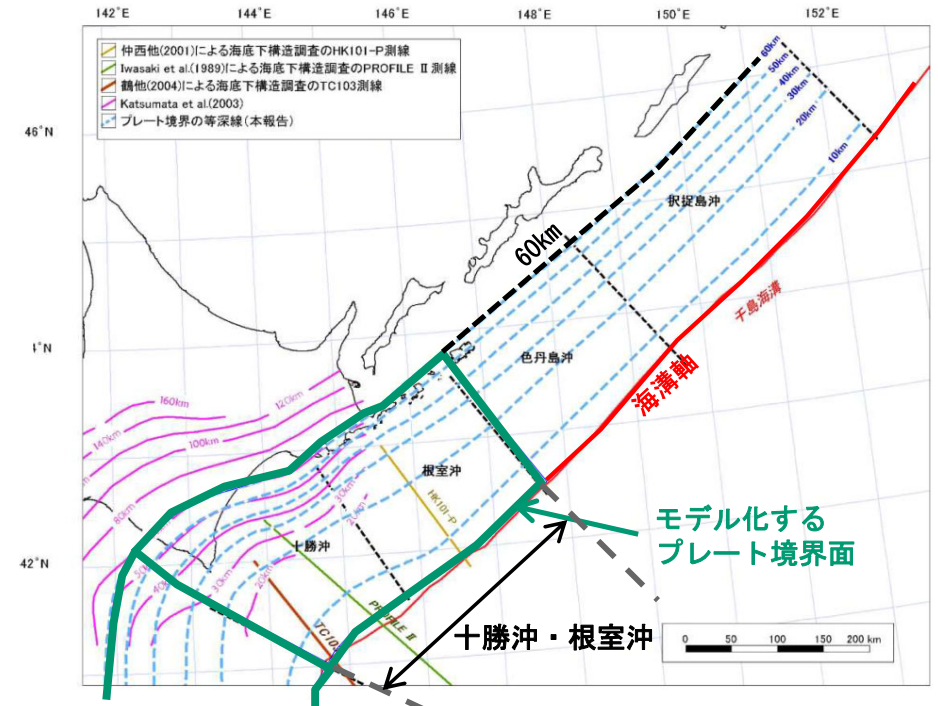 142°E
144°E
146°E
148°E
150°E
152°E
仲西他(2001)による海底下構造調査のHK101-P測線
Iwasaki et al.(1989)による海底下構造調査のPROFILE Ⅱ測線
鶴他(2004)による海底下構造調査のTC103測線
Katsumata et al.(2003)
プレート境界の等深線(本報告)
60km
50km
40km
30km
20km
10km
46°N
択捉島沖
60km
千島海溝
色丹島沖
海溝軸
160km
120km
140km
100km
80km
根室沖
30km
20km
HK101-P
モデル化する
プレート境界面
42°N
十勝沖
50km
40km
30km
20km
PROFILE Ⅱ
TC103
十勝沖・根室沖
0 50 100 150 200 km